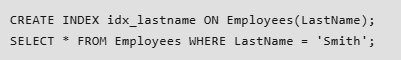 CREATE INDEX idx_lastname ON Employees(LastName);
SELECT * FROM Employees WHERE LastName = 'Smith';